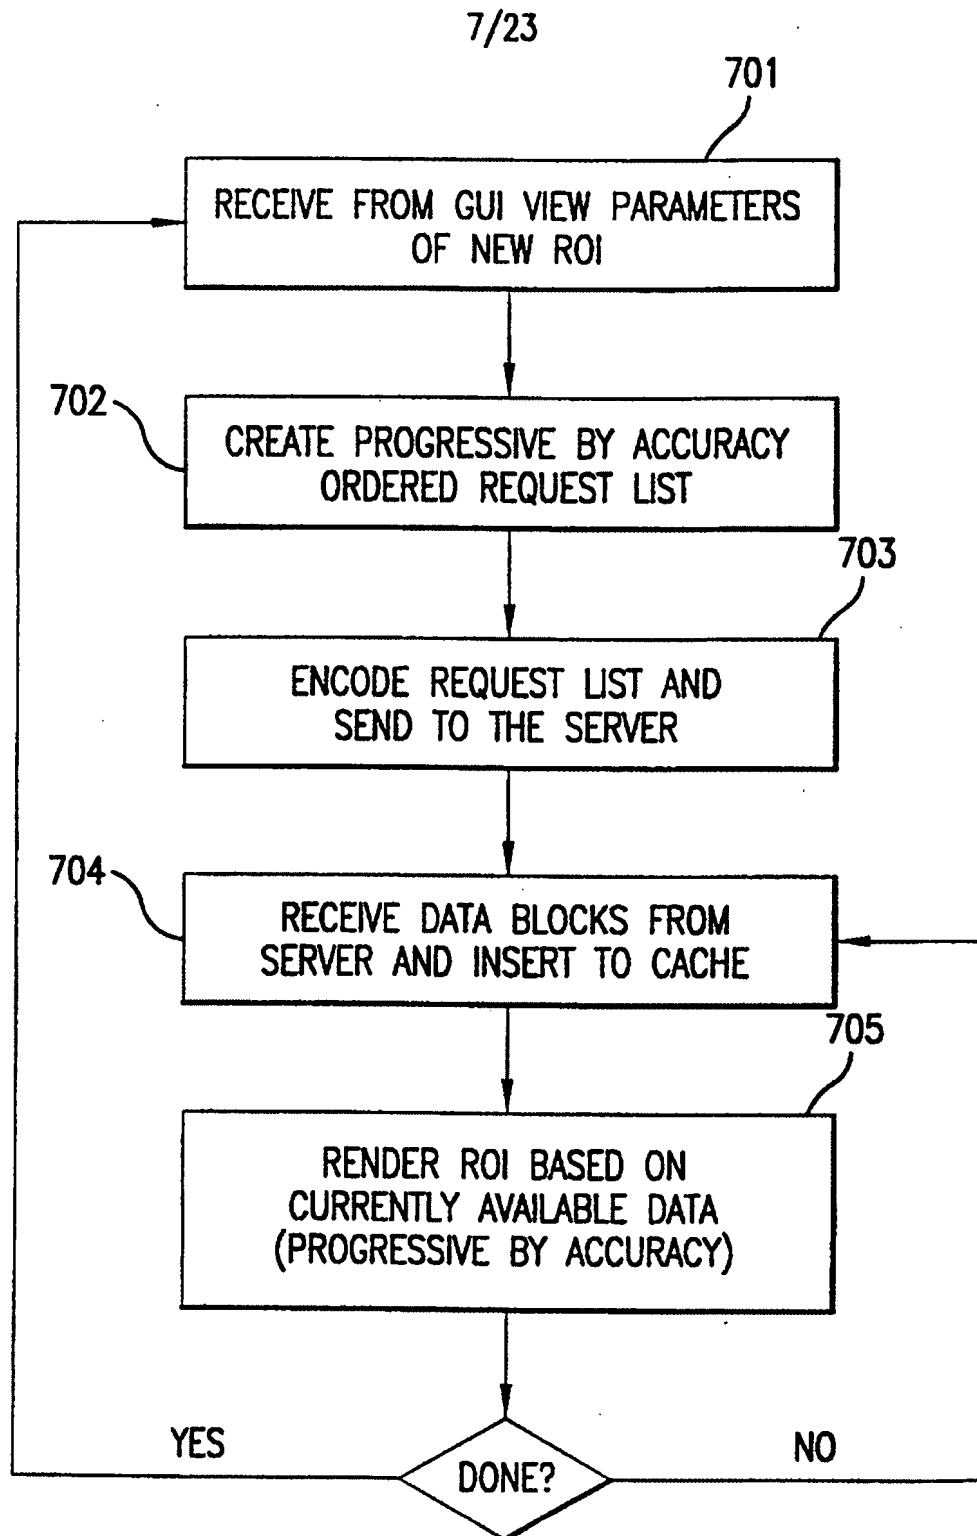 7/23
701
RECEIVE FROM GUI VIEW PARAMETERS
OF NEW ROI
702
CREATE PROGRESSIVE BY ACCURACY
ORDERED REQUEST LIST
703
ENCODE REQUEST LIST AND
SEND TO THE SERVER
704
RECEIVE DATA BLOCKS FROM
SERVER AND INSERT TO CACHE
705
RENDER ROI BASED ON
CURRENTLY AVAILABLE DATA
(PROGRESSIVE BY ACCURACY)
YES
DONE?
NO